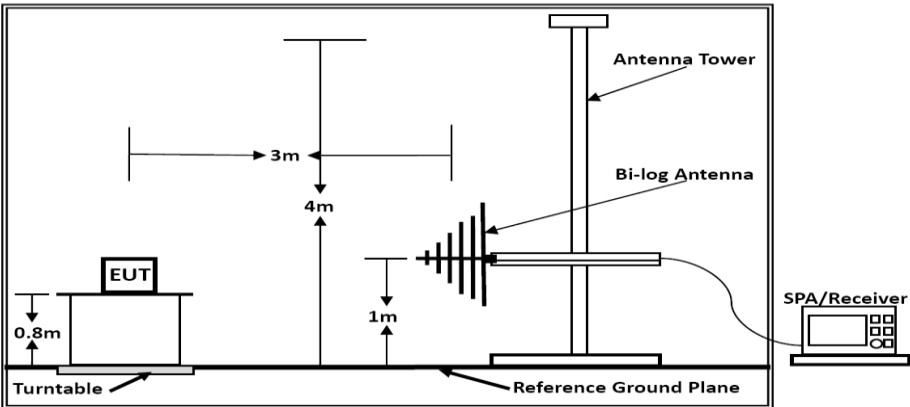 Antenna Tower
3m
Bi-log Antenna
4m
EUT
SPA/Receiver
0.8m
1m
Turntable
Reference Ground Plane